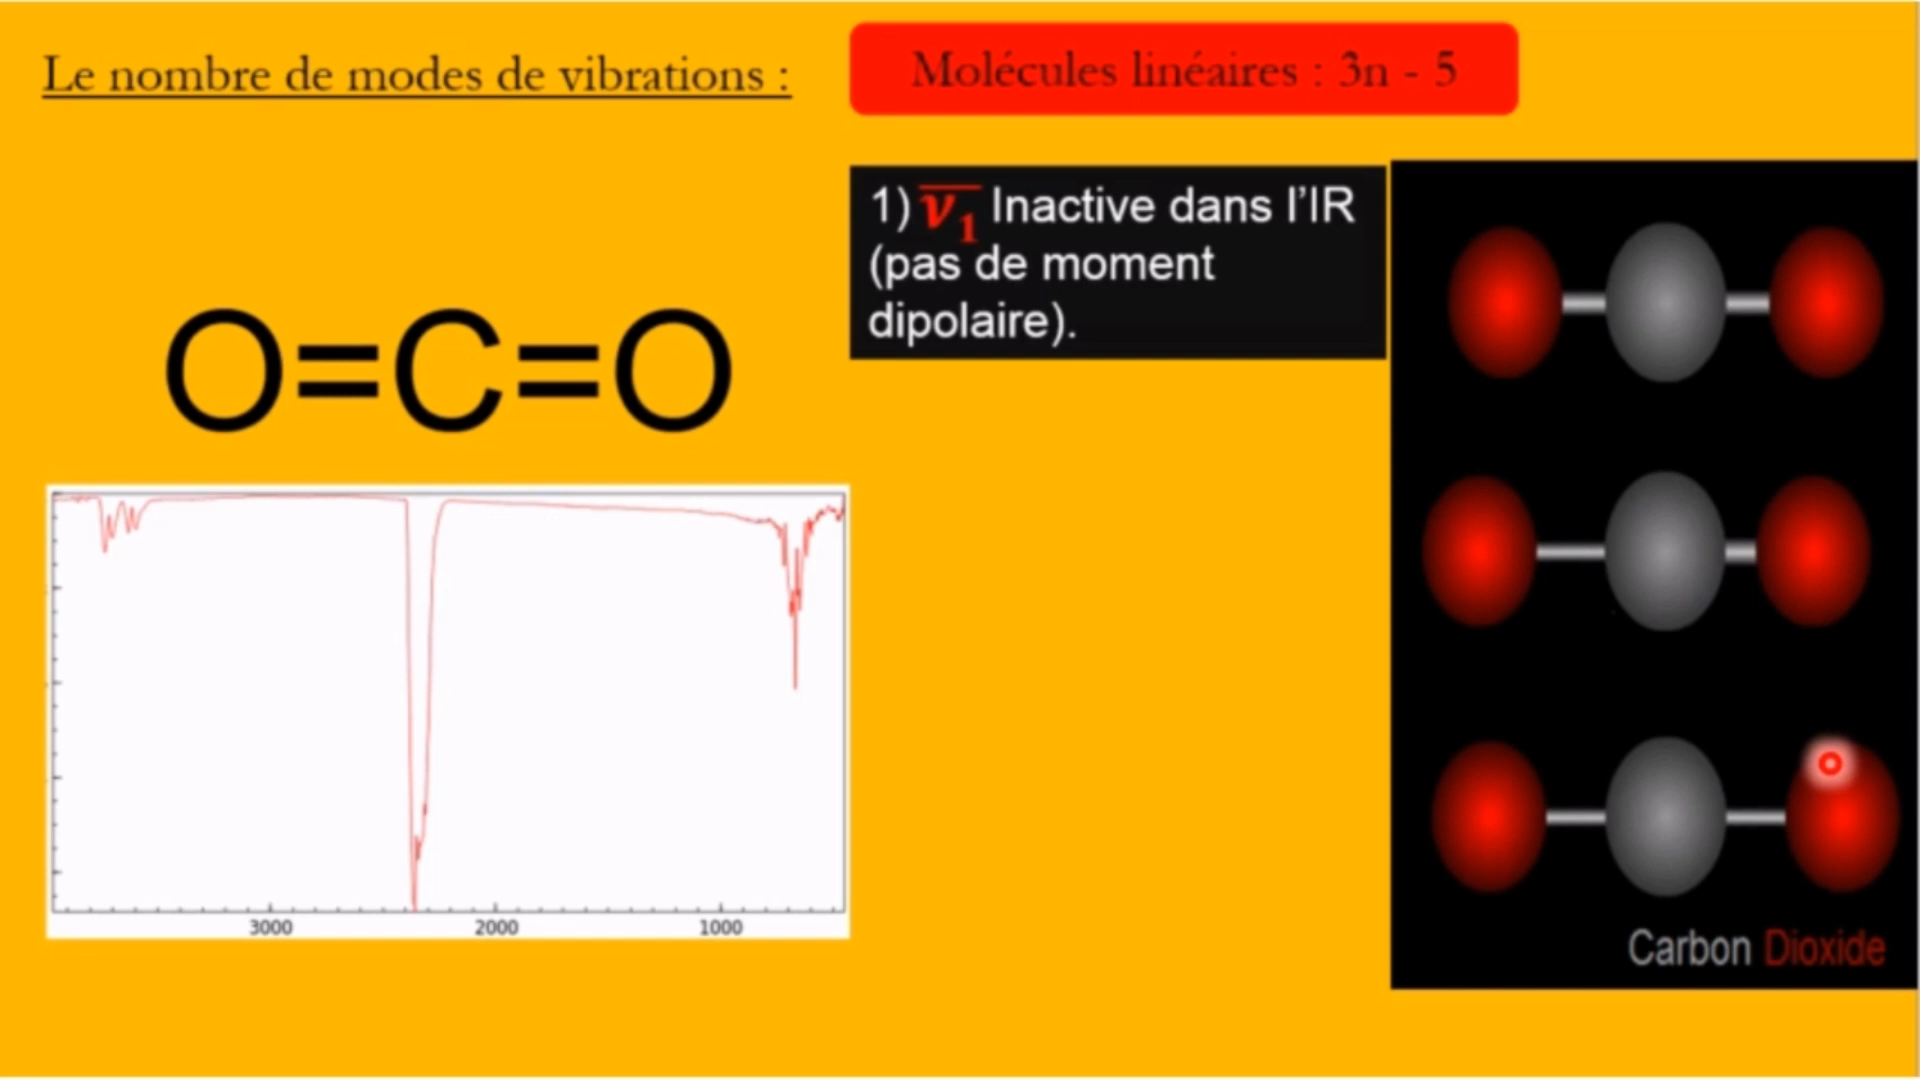 Le nombre de modes de vibrations :
Molécules linéaires : 3n - 5
1) ν̅₁ Inactive dans l'IR
(pas de moment
dipolaire).
O=C=O
3000 2000 1000
Carbon Dioxide